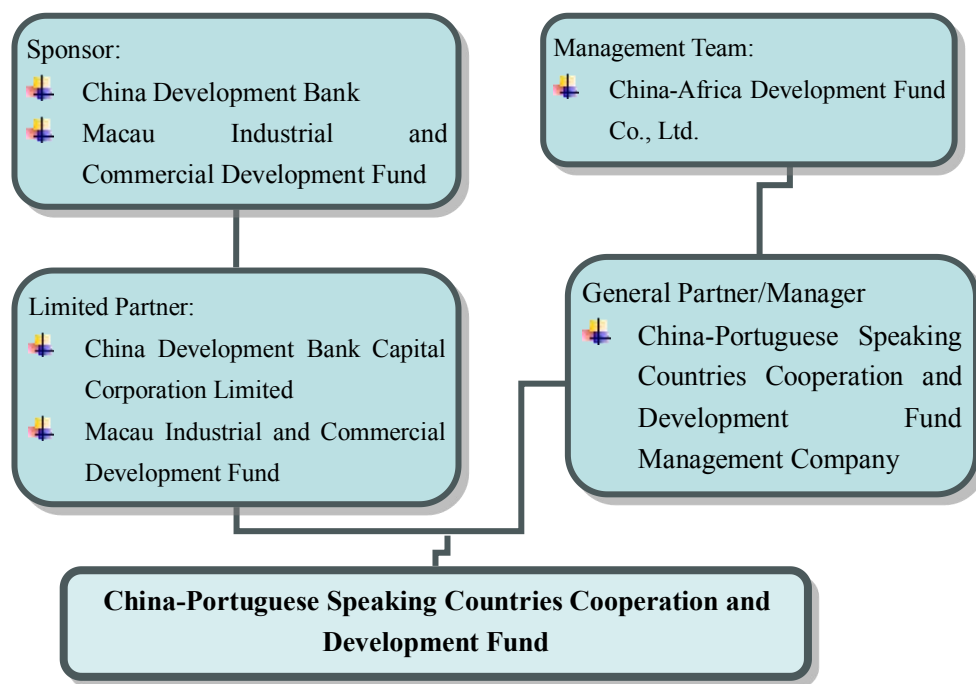 Sponsor:
China Development Bank
Macau Industrial and
Commercial Development Fund
Management Team:
China-Africa Development Fund
Co., Ltd.
Limited Partner:
China Development Bank Capital
Corporation Limited
Macau Industrial and Commercial
Development Fund
General Partner/Manager
China-Portuguese Speaking
Countries Cooperation and
Development Fund
Management Company
China-Portuguese Speaking Countries Cooperation and
Development Fund